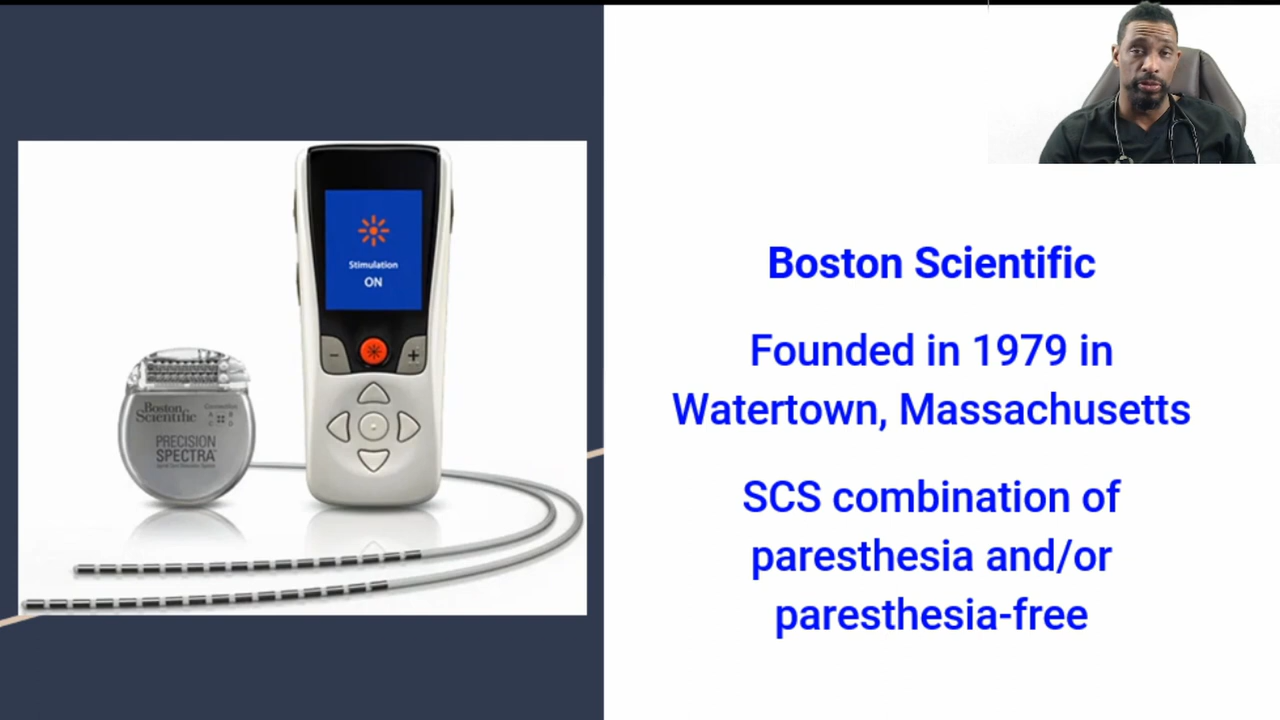 Stimulation
ON
Boston
Scientific
PRECISION
SPECTRA
Boston Scientific
Founded in 1979 in
Watertown, Massachusetts
SCS combination of
paresthesia and/or
paresthesia-free